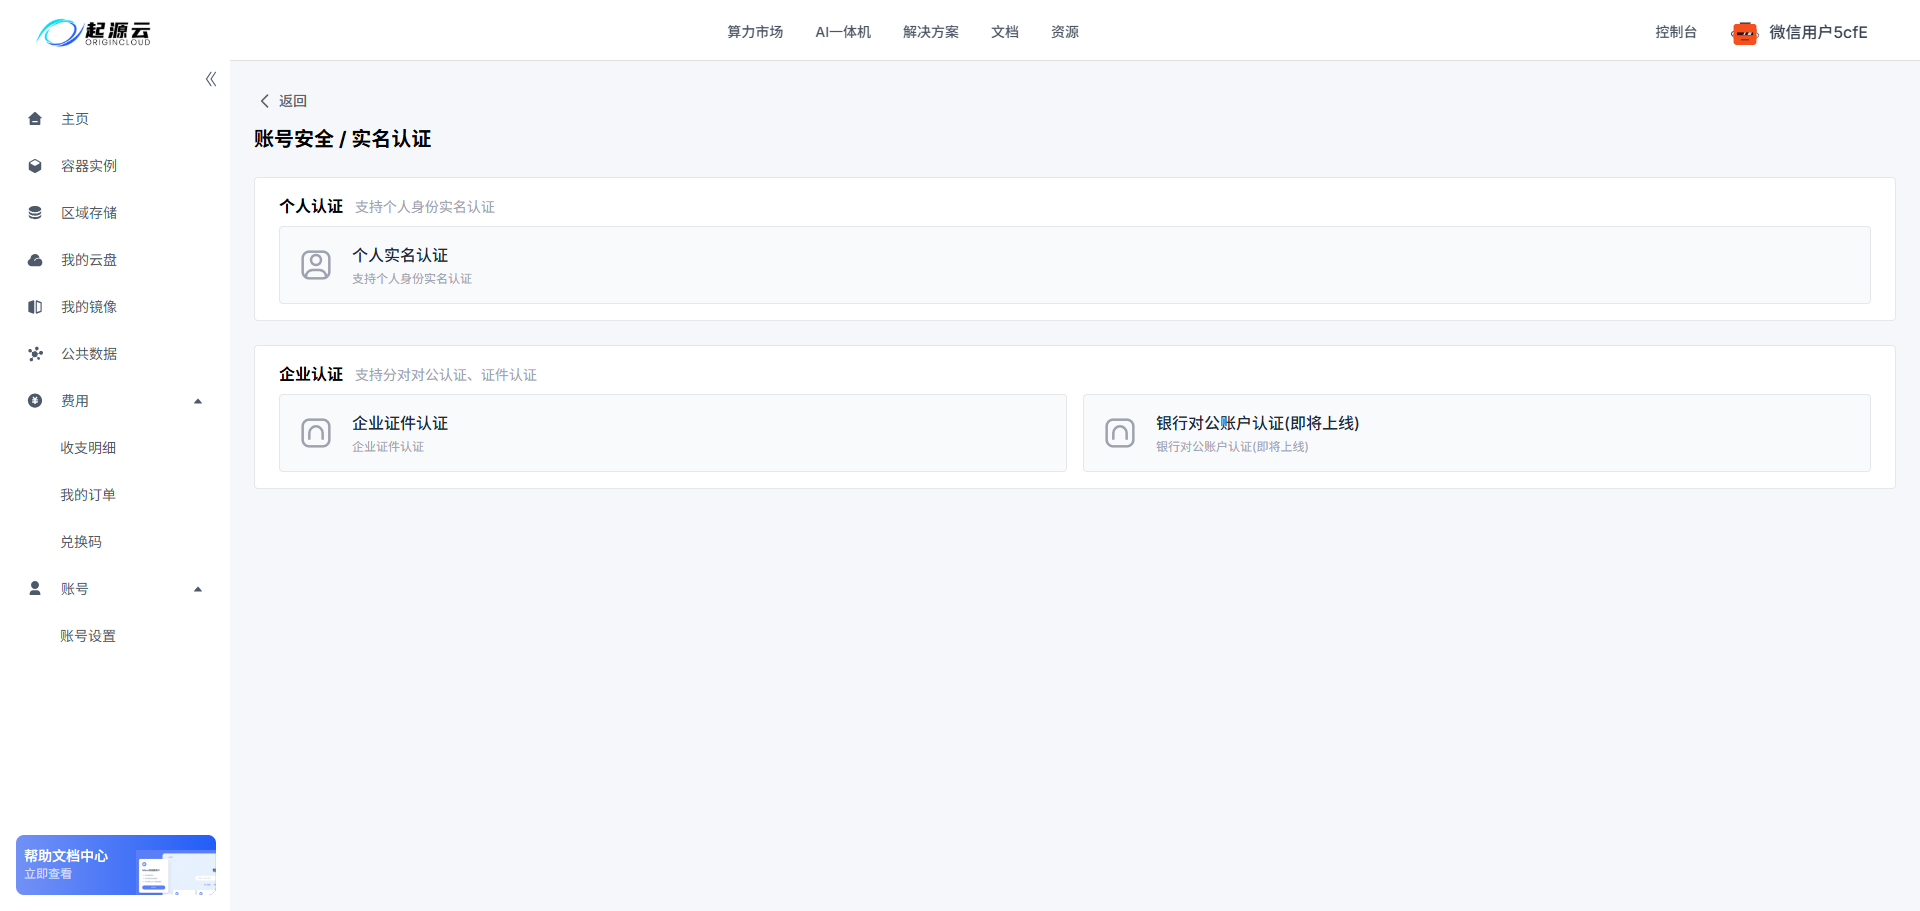 起源云
ORIGINCLOUD
算力市场
AI一体机
解决方案
文档
资源
控制台
微信用户5cfE
主页
容器实例
区域存储
我的云盘
我的镜像
公共数据
费用
收支明细
我的订单
兑换码
账号
账号设置
帮助文档中心
立即查看
返回
账号安全 / 实名认证
个人认证 支持个人身份实名认证
个人实名认证
支持个人身份实名认证
企业认证 支持分对对公认证、证件认证
企业证件认证
企业证件认证
银行对公账户认证(即将上线)
银行对公账户认证(即将上线)